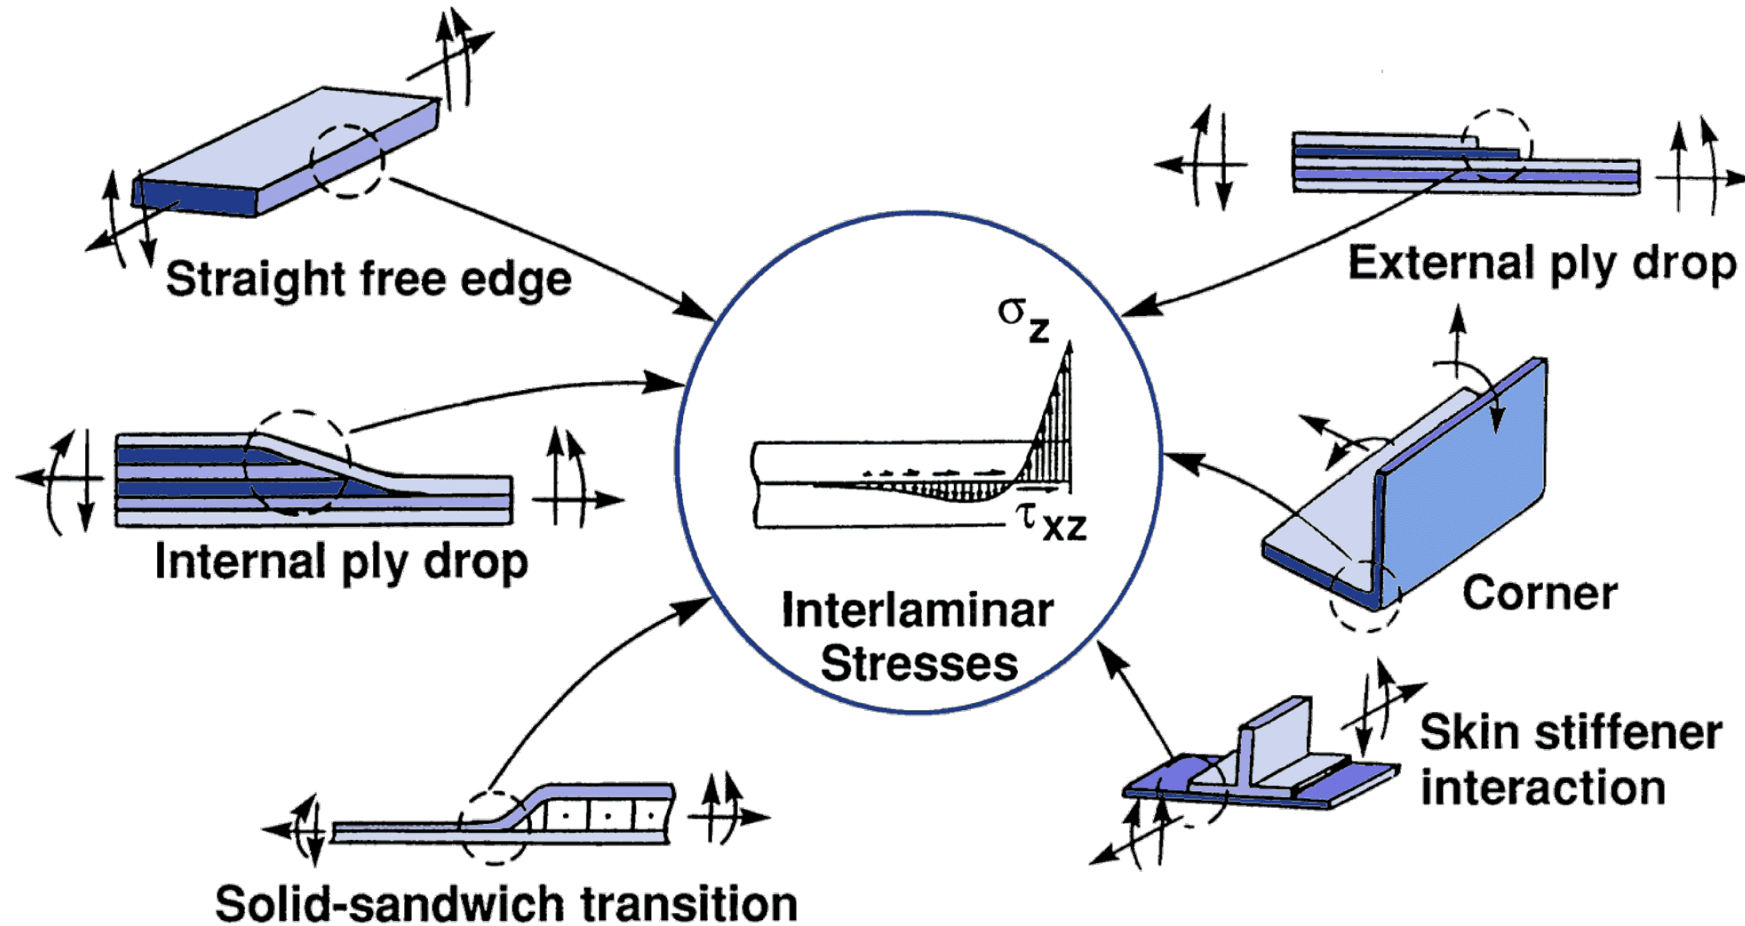 Straight free edge
External ply drop
σz
τxz
Internal ply drop
Interlaminar
Stresses
Corner
Skin stiffener
interaction
Solid-sandwich transition